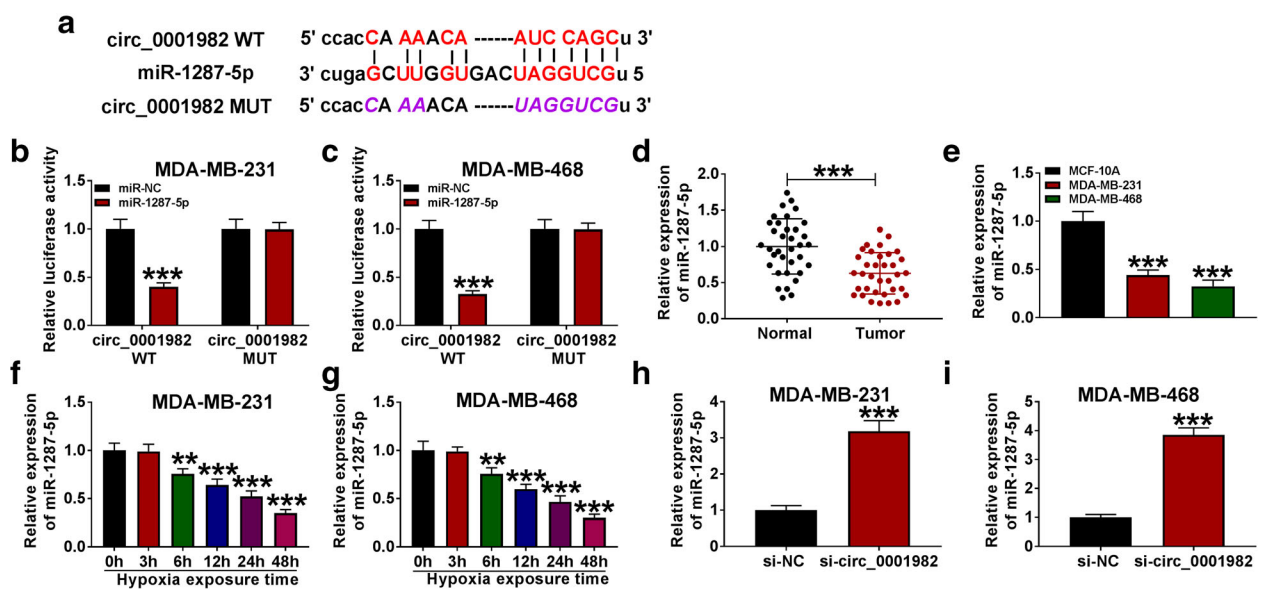 a
circ_0001982 WT 5' ccacCA AAACA ------AUC CAGCu 3'
miR-1287-5p 3' cugaGCUUGGUGACUAGGUCGu 5
circ_0001982 MUT 5' ccacCA AAACA ------UAGGUCGu 3'
b
MDA-MB-231
Relative luciferase activity
miR-NC
miR-1287-5p
1.5
1.0
0.5
0.0
***
circ_0001982 WT
circ_0001982 MUT
c
MDA-MB-468
Relative luciferase activity
miR-NC
miR-1287-5p
1.5
1.0
0.5
0.0
***
circ_0001982 WT
circ_0001982 MUT
d
Relative expression
of miR-1287-5p
2.0
1.5
1.0
0.5
0.0
***
Normal Tumor
e
Relative expression
of miR-1287-5p
MCF-10A
MDA-MB-231
MDA-MB-468
1.5
1.0
0.5
0.0
*** ***
f
MDA-MB-231
Relative expression
of miR-1287-5p
1.5
1.0
0.5
0.0
** *** *** ***
0h 3h 6h 12h 24h 48h
Hypoxia exposure time
g
MDA-MB-468
Relative expression
of miR-1287-5p
1.5
1.0
0.5
0.0
** *** *** ***
0h 3h 6h 12h 24h 48h
Hypoxia exposure time
h
MDA-MB-231
Relative expression
of miR-1287-5p
4
3
2
1
0
***
si-NC si-circ_0001982
i
MDA-MB-468
Relative expression
of miR-1287-5p
5
4
3
2
1
0
***
si-NC si-circ_0001982